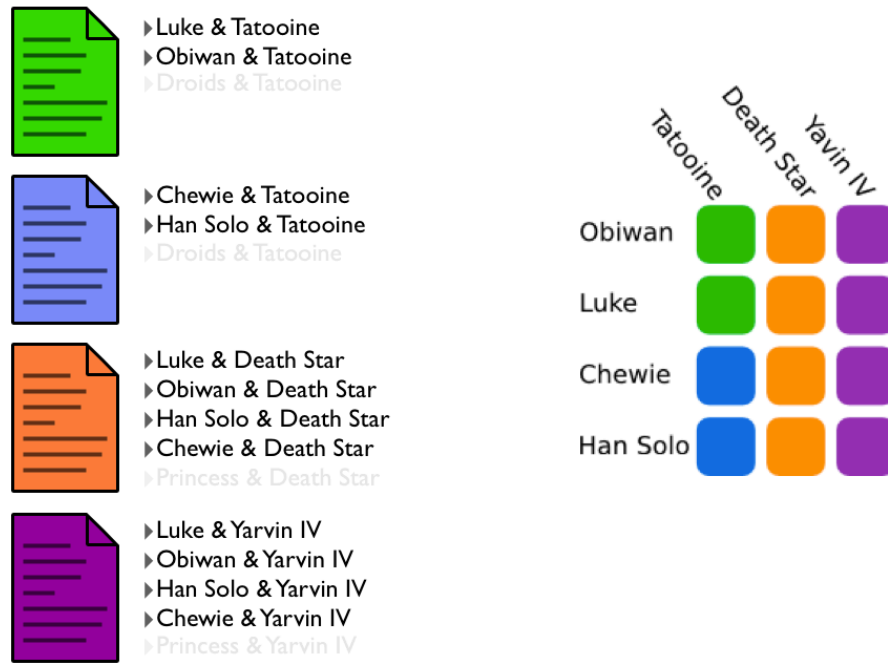 Luke & Tatooine
Obiwan & Tatooine
Droids & Tatooine
Chewie & Tatooine
Han Solo & Tatooine
Droids & Tatooine
Luke & Death Star
Obiwan & Death Star
Han Solo & Death Star
Chewie & Death Star
Princess & Death Star
Luke & Yarvin IV
Obiwan & Yarvin IV
Han Solo & Yarvin IV
Chewie & Yarvin IV
Princess & Yarvin IV
Tatooine
Death Star
Yavin IV
Obiwan
Luke
Chewie
Han Solo